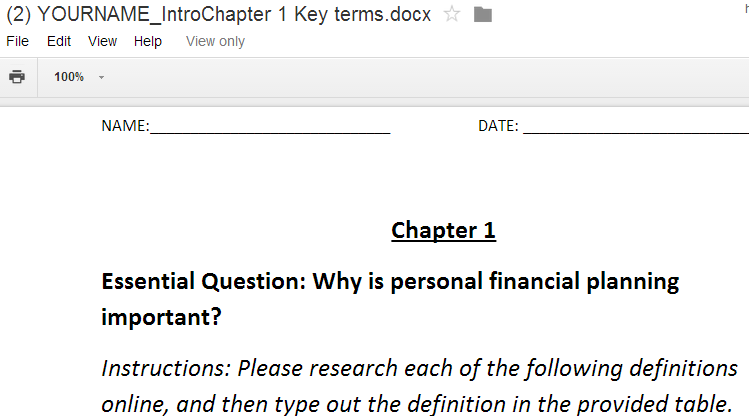 (2) YOURNAME_IntroChapter 1 Key terms.docx
File Edit View Help View only
100%
NAME:______________________________ DATE: ____________________________
Chapter 1
Essential Question: Why is personal financial planning
important?
Instructions: Please research each of the following definitions
online, and then type out the definition in the provided table.